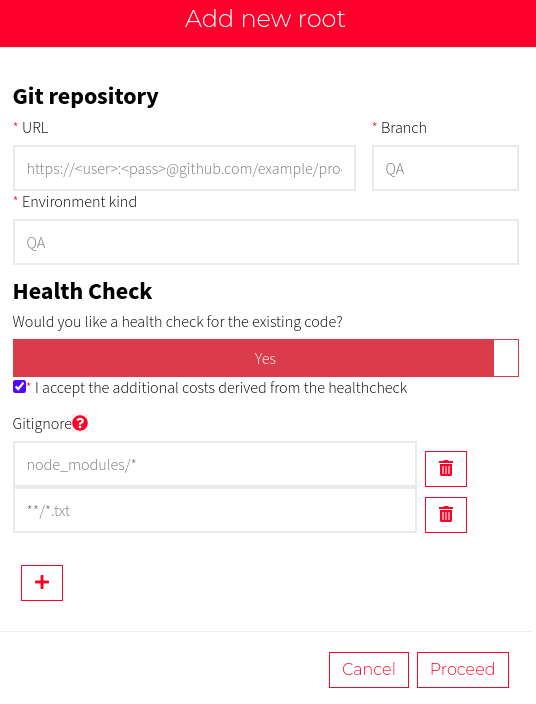 Add new root
Git repository
* URL
* Branch
https://<user>:<pass>@github.com/example/pro
QA
* Environment kind
QA
Health Check
Would you like a health check for the existing code?
Yes
* I accept the additional costs derived from the healthcheck
Gitignore
node_modules/*
**/*.txt
Cancel
Proceed